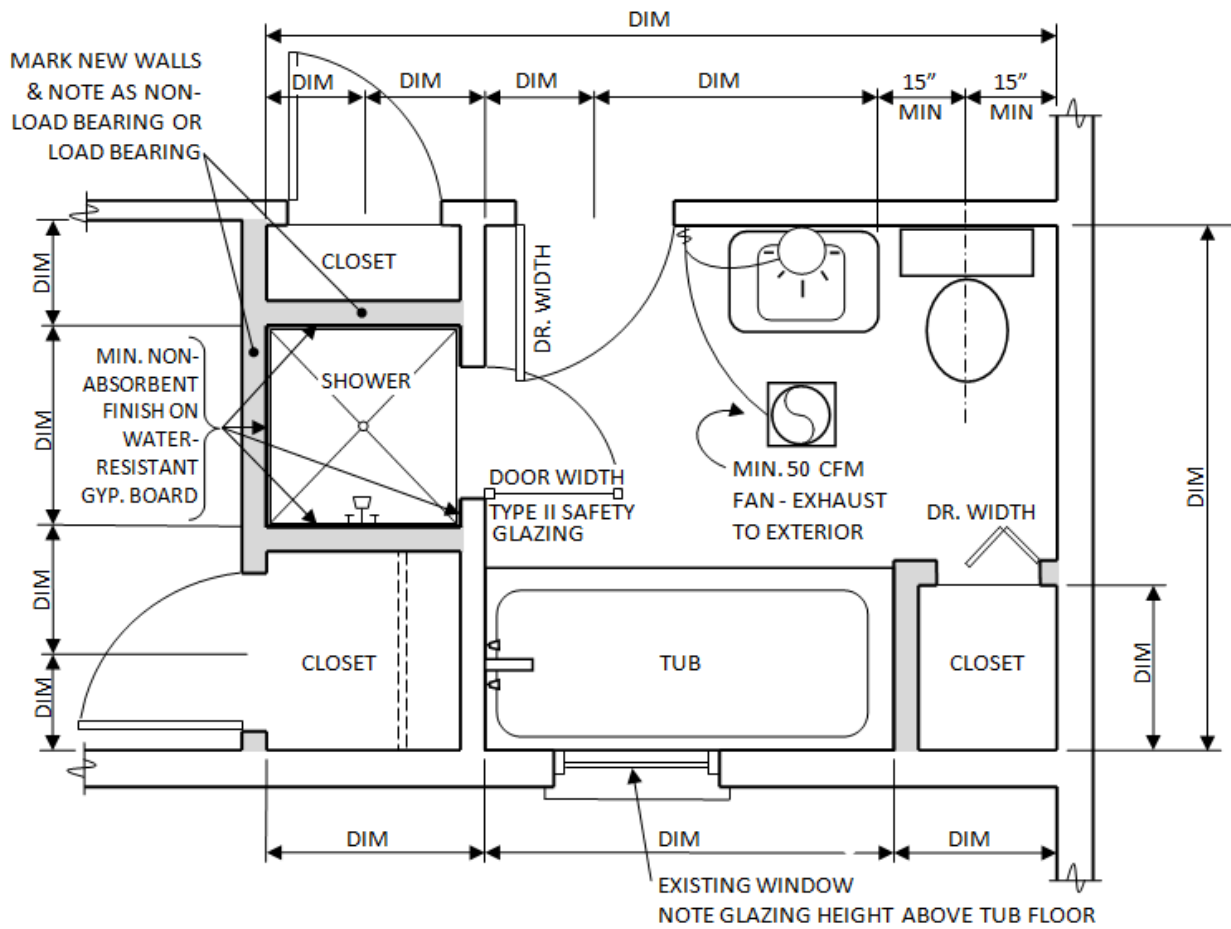 DIM
MARK NEW WALLS
& NOTE AS NON-
LOAD BEARING OR
LOAD BEARING
DIM
DIM
DIM
DIM
15”
MIN
15”
MIN
DIM
CLOSET
DR. WIDTH
DIM
MIN. NON-
ABSORBENT
FINISH ON
WATER-
RESISTANT
GYP. BOARD
SHOWER
DIM
DOOR WIDTH
TYPE II SAFETY
GLAZING
MIN. 50 CFM
FAN - EXHAUST
TO EXTERIOR
DR. WIDTH
DIM
DIM
CLOSET
TUB
CLOSET
DIM
DIM
DIM
DIM
DIM
EXISTING WINDOW
NOTE GLAZING HEIGHT ABOVE TUB FLOOR